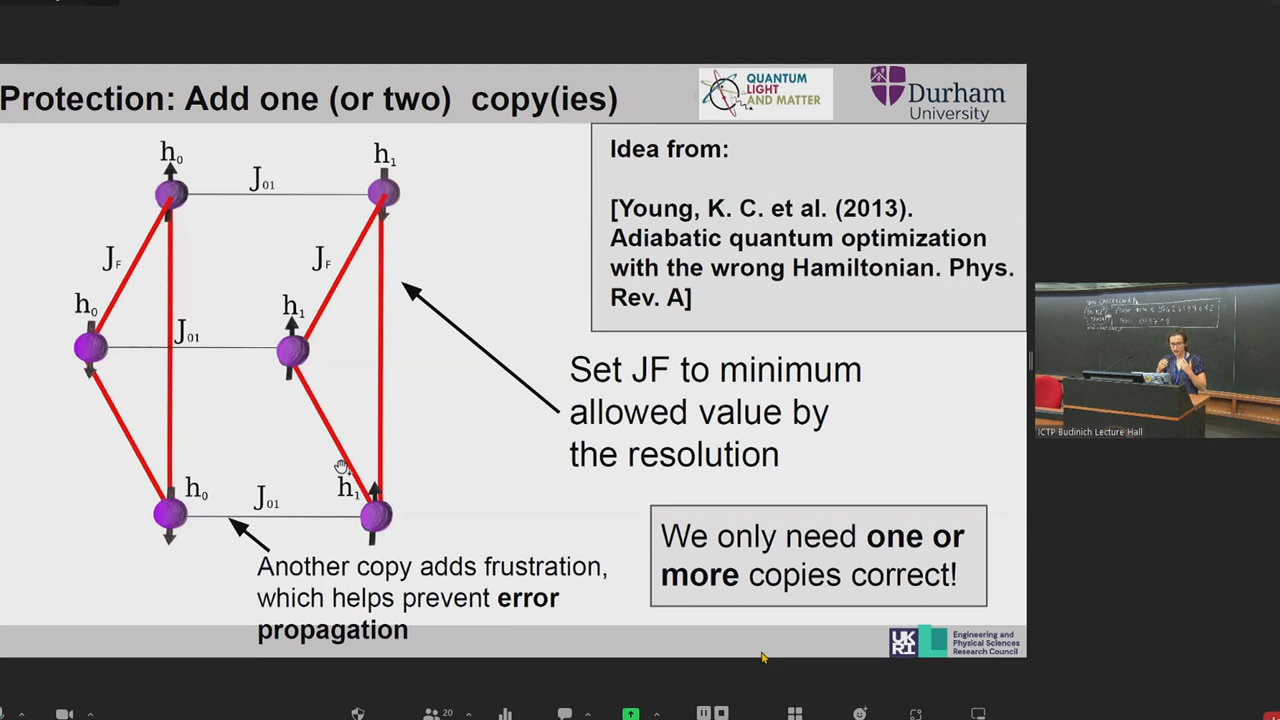 Protection: Add one (or two) copy(ies)
QUANTUM
LIGHT
AND MATTER
Durham
University
h₀
h₁
J₀₁
J_F
J_F
h₀
h₁
J₀₁
h₀
h₁
J₀₁
Idea from:
[Young, K. C. et al. (2013).
Adiabatic quantum optimization
with the wrong Hamiltonian. Phys.
Rev. A]
Set JF to minimum
allowed value by
the resolution
Another copy adds frustration,
which helps prevent error
propagation
We only need one or
more copies correct!
UK
RI
Engineering and
Physical Sciences
Research Council
ICTP Budinich Lecture Hall
20